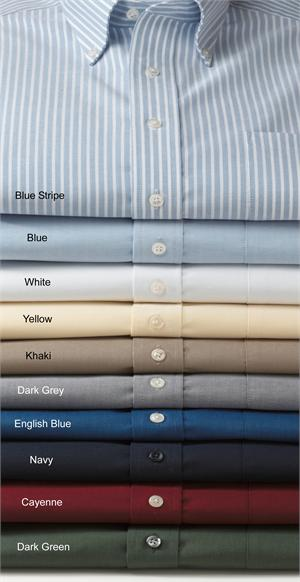 Blue Stripe
Blue
White
Yellow
Khaki
Dark Grey
English Blue
Navy
Cayenne
Dark Green